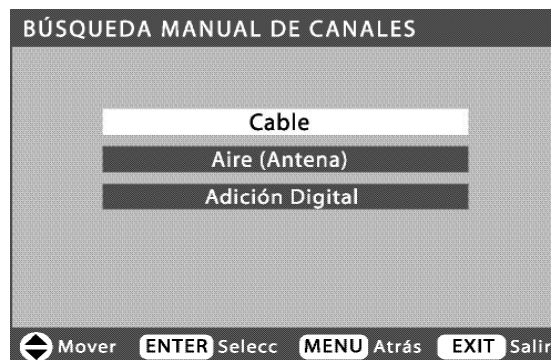 BÚSQUEDA MANUAL DE CANALES
Cable
Aire (Antena)
Adición Digital
Mover ENTER Selecc MENU Atrás EXIT Salir